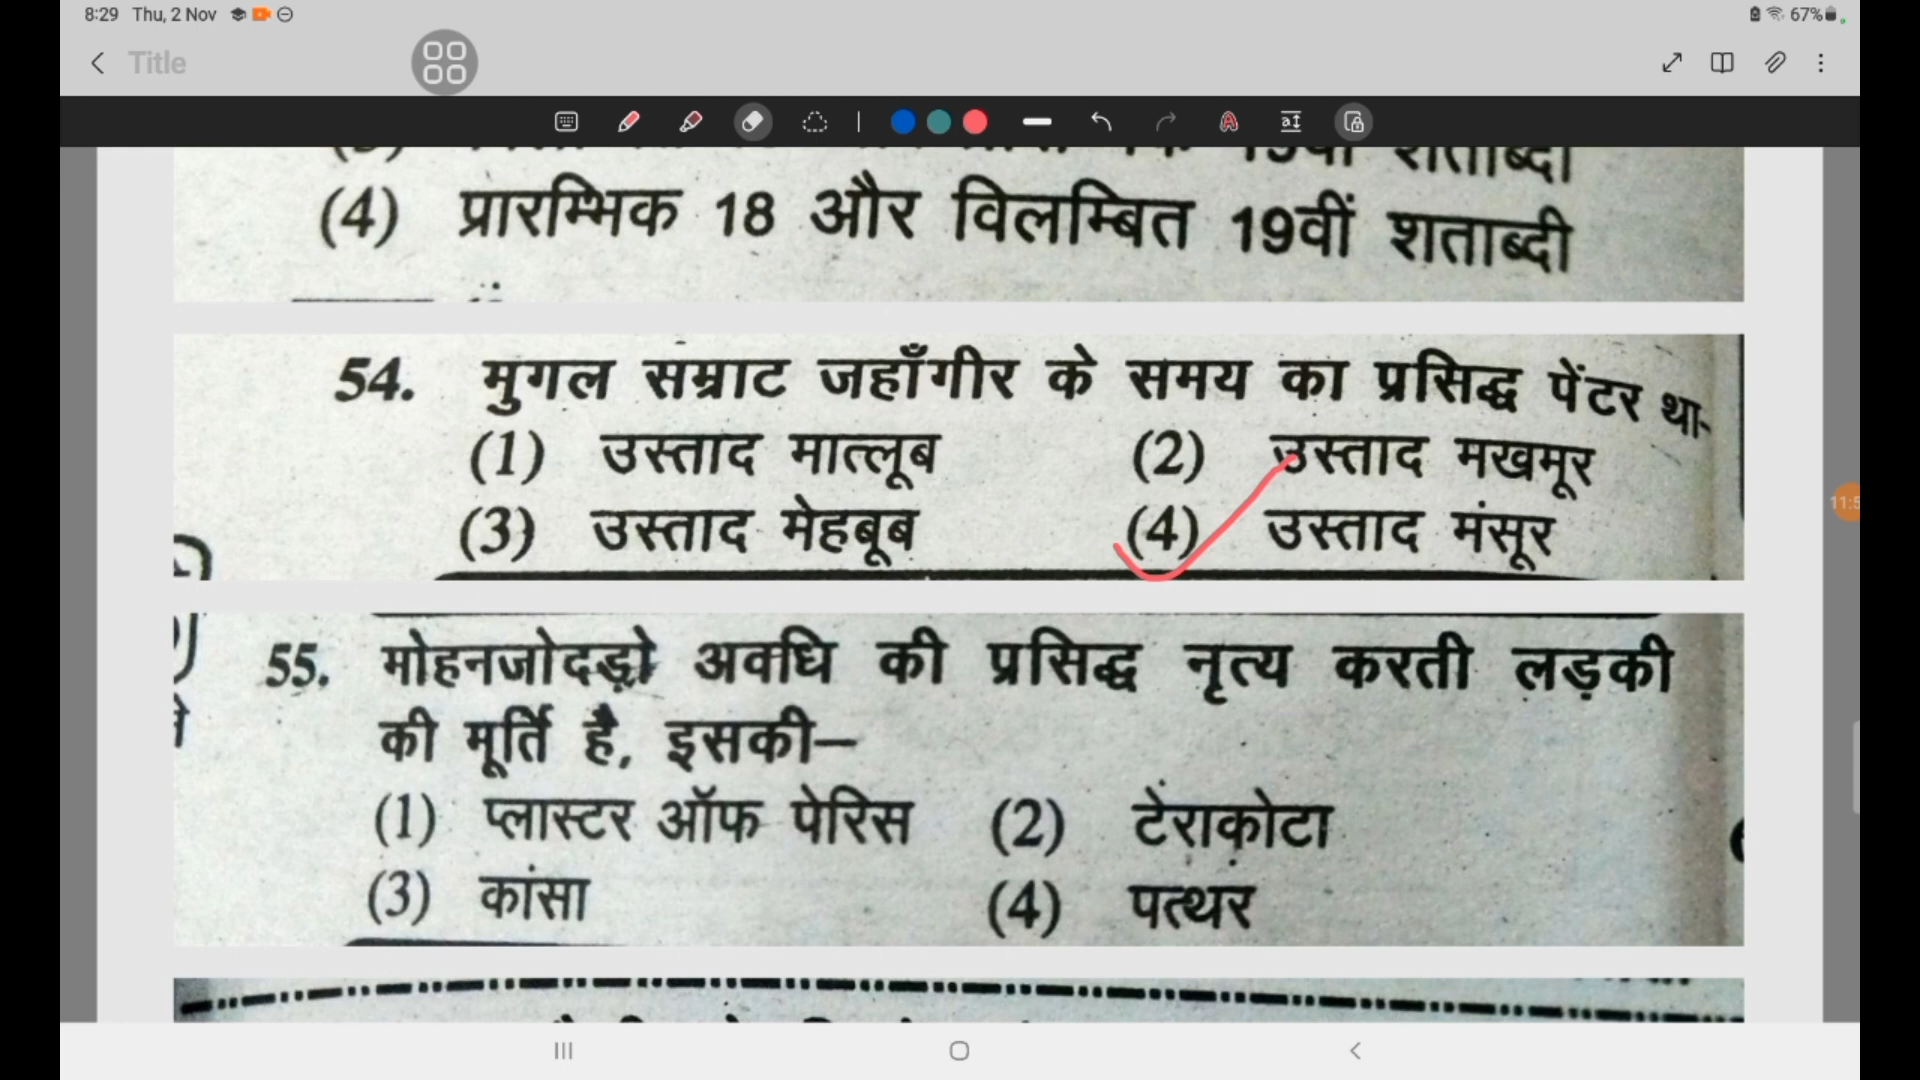 8:29 Thu, 2 Nov
67%
Title
शताब्दी
(4) प्रारम्भिक 18 और विलम्बित 19वीं शताब्दी
54. मुगल सम्राट जहाँगीर के समय का प्रसिद्ध पेंटर था-
(1) उस्ताद मात्लूब (2) उस्ताद मखमूर
(3) उस्ताद मेहबूब (4) उस्ताद मंसूर
55. मोहनजोदड़ो अवधि की प्रसिद्ध नृत्य करती लड़की
की मूर्ति है, इसकी—
(1) प्लास्टर ऑफ पेरिस (2) टेंराकोटा
(3) कांसा (4) पत्थर